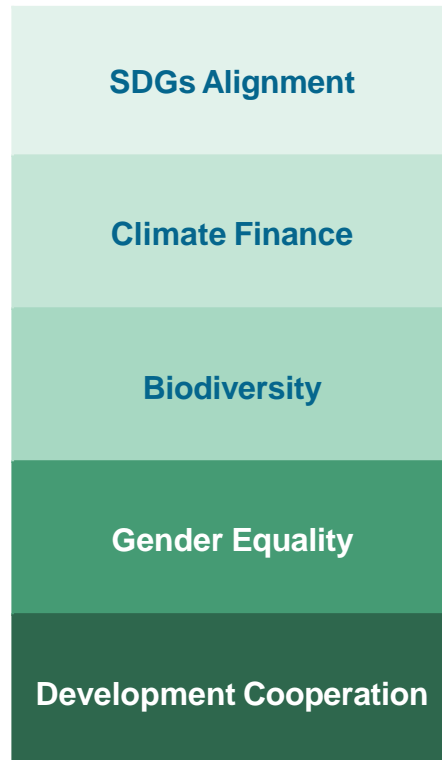 SDGs Alignment
Climate Finance
Biodiversity
Gender Equality
Development Cooperation